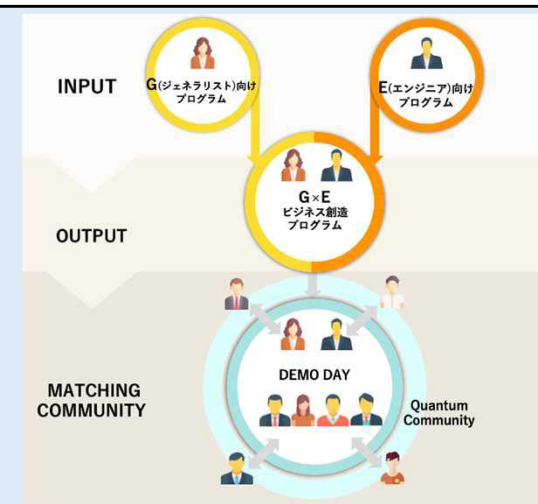 INPUT
G(ジェネラリスト)向け
プログラム
E(エンジニア)向け
プログラム
OUTPUT
G×E
ビジネス創造
プログラム
MATCHING
COMMUNITY
DEMO DAY
Quantum
Community